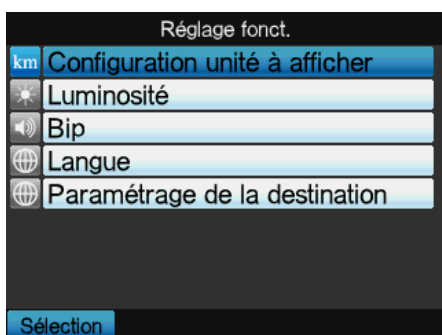 Réglage fonct.
km Configuration unité à afficher
Luminosité
Bip
Langue
Paramétrage de la destination
Sélection